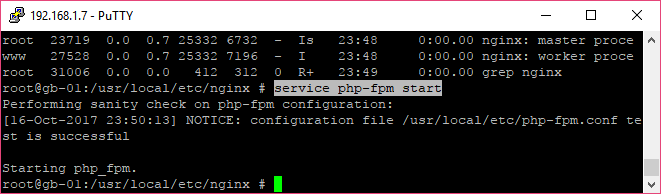 192.168.1.7 - PuTTY
root  23719  0.0  0.7 25332 6732  -  Is   23:48      0:00.00 nginx: master proce
www   27528  0.0  0.7 25332 7196  -  I    23:48      0:00.00 nginx: worker proce
root  31006  0.0  0.0   412  312  0  R+   23:49      0:00.00 grep nginx
root@gb-01:/usr/local/etc/nginx # service php-fpm start
Performing sanity check on php-fpm configuration:
[16-Oct-2017 23:50:13] NOTICE: configuration file /usr/local/etc/php-fpm.conf te
st is successful
Starting php_fpm.
root@gb-01:/usr/local/etc/nginx #